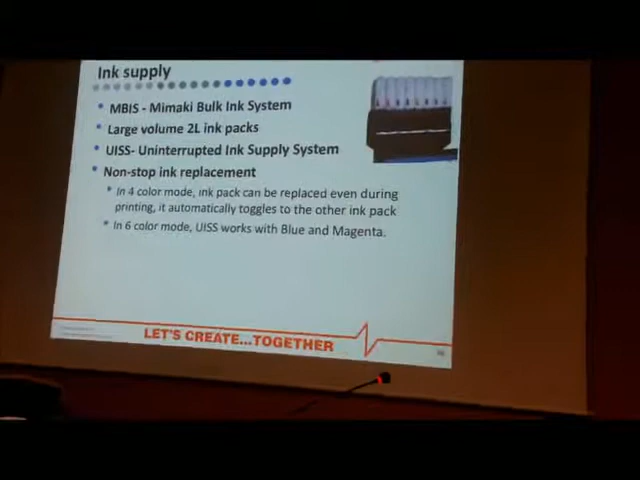 Ink supply
MBIS - Mimaki Bulk Ink System
Large volume 2L ink packs
UISS- Uninterrupted Ink Supply System
Non-stop ink replacement
In 4 color mode, ink pack can be replaced even during
printing, it automatically toggles to the other ink pack
In 6 color mode, UISS works with Blue and Magenta.
LET'S CREATE...TOGETHER